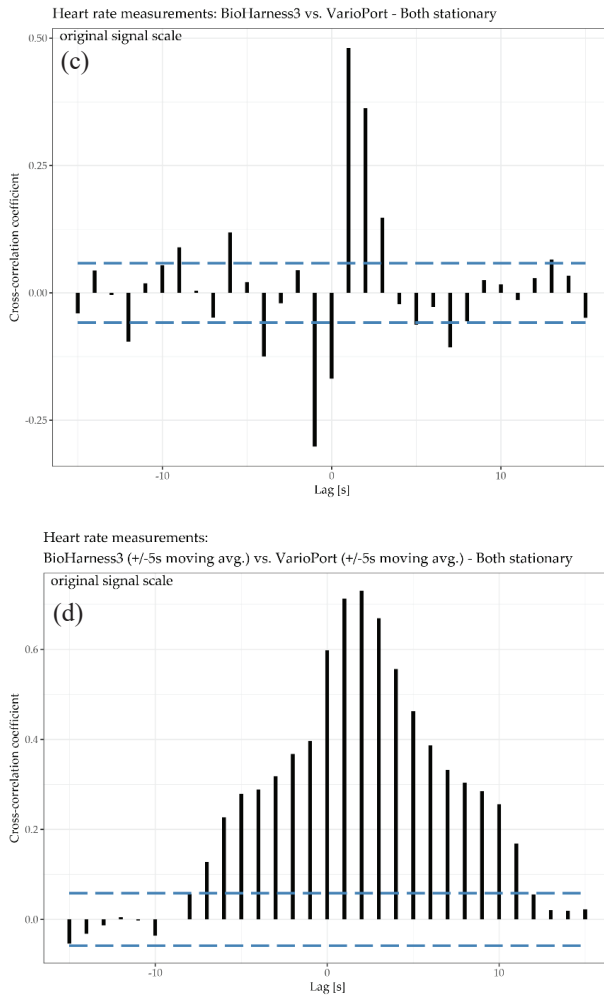 Heart rate measurements: BioHarness3 vs. VarioPort - Both stationary
original signal scale
(c)
0.50
0.25
0.00
-0.25
Cross-correlation coefficient
-10 0 10
Lag [s]
Heart rate measurements:
BioHarness3 (+/-5s moving avg.) vs. VarioPort (+/-5s moving avg.) - Both stationary
original signal scale
(d)
0.6
0.4
0.2
0.0
Cross-correlation coefficient
-10 0 10
Lag [s]